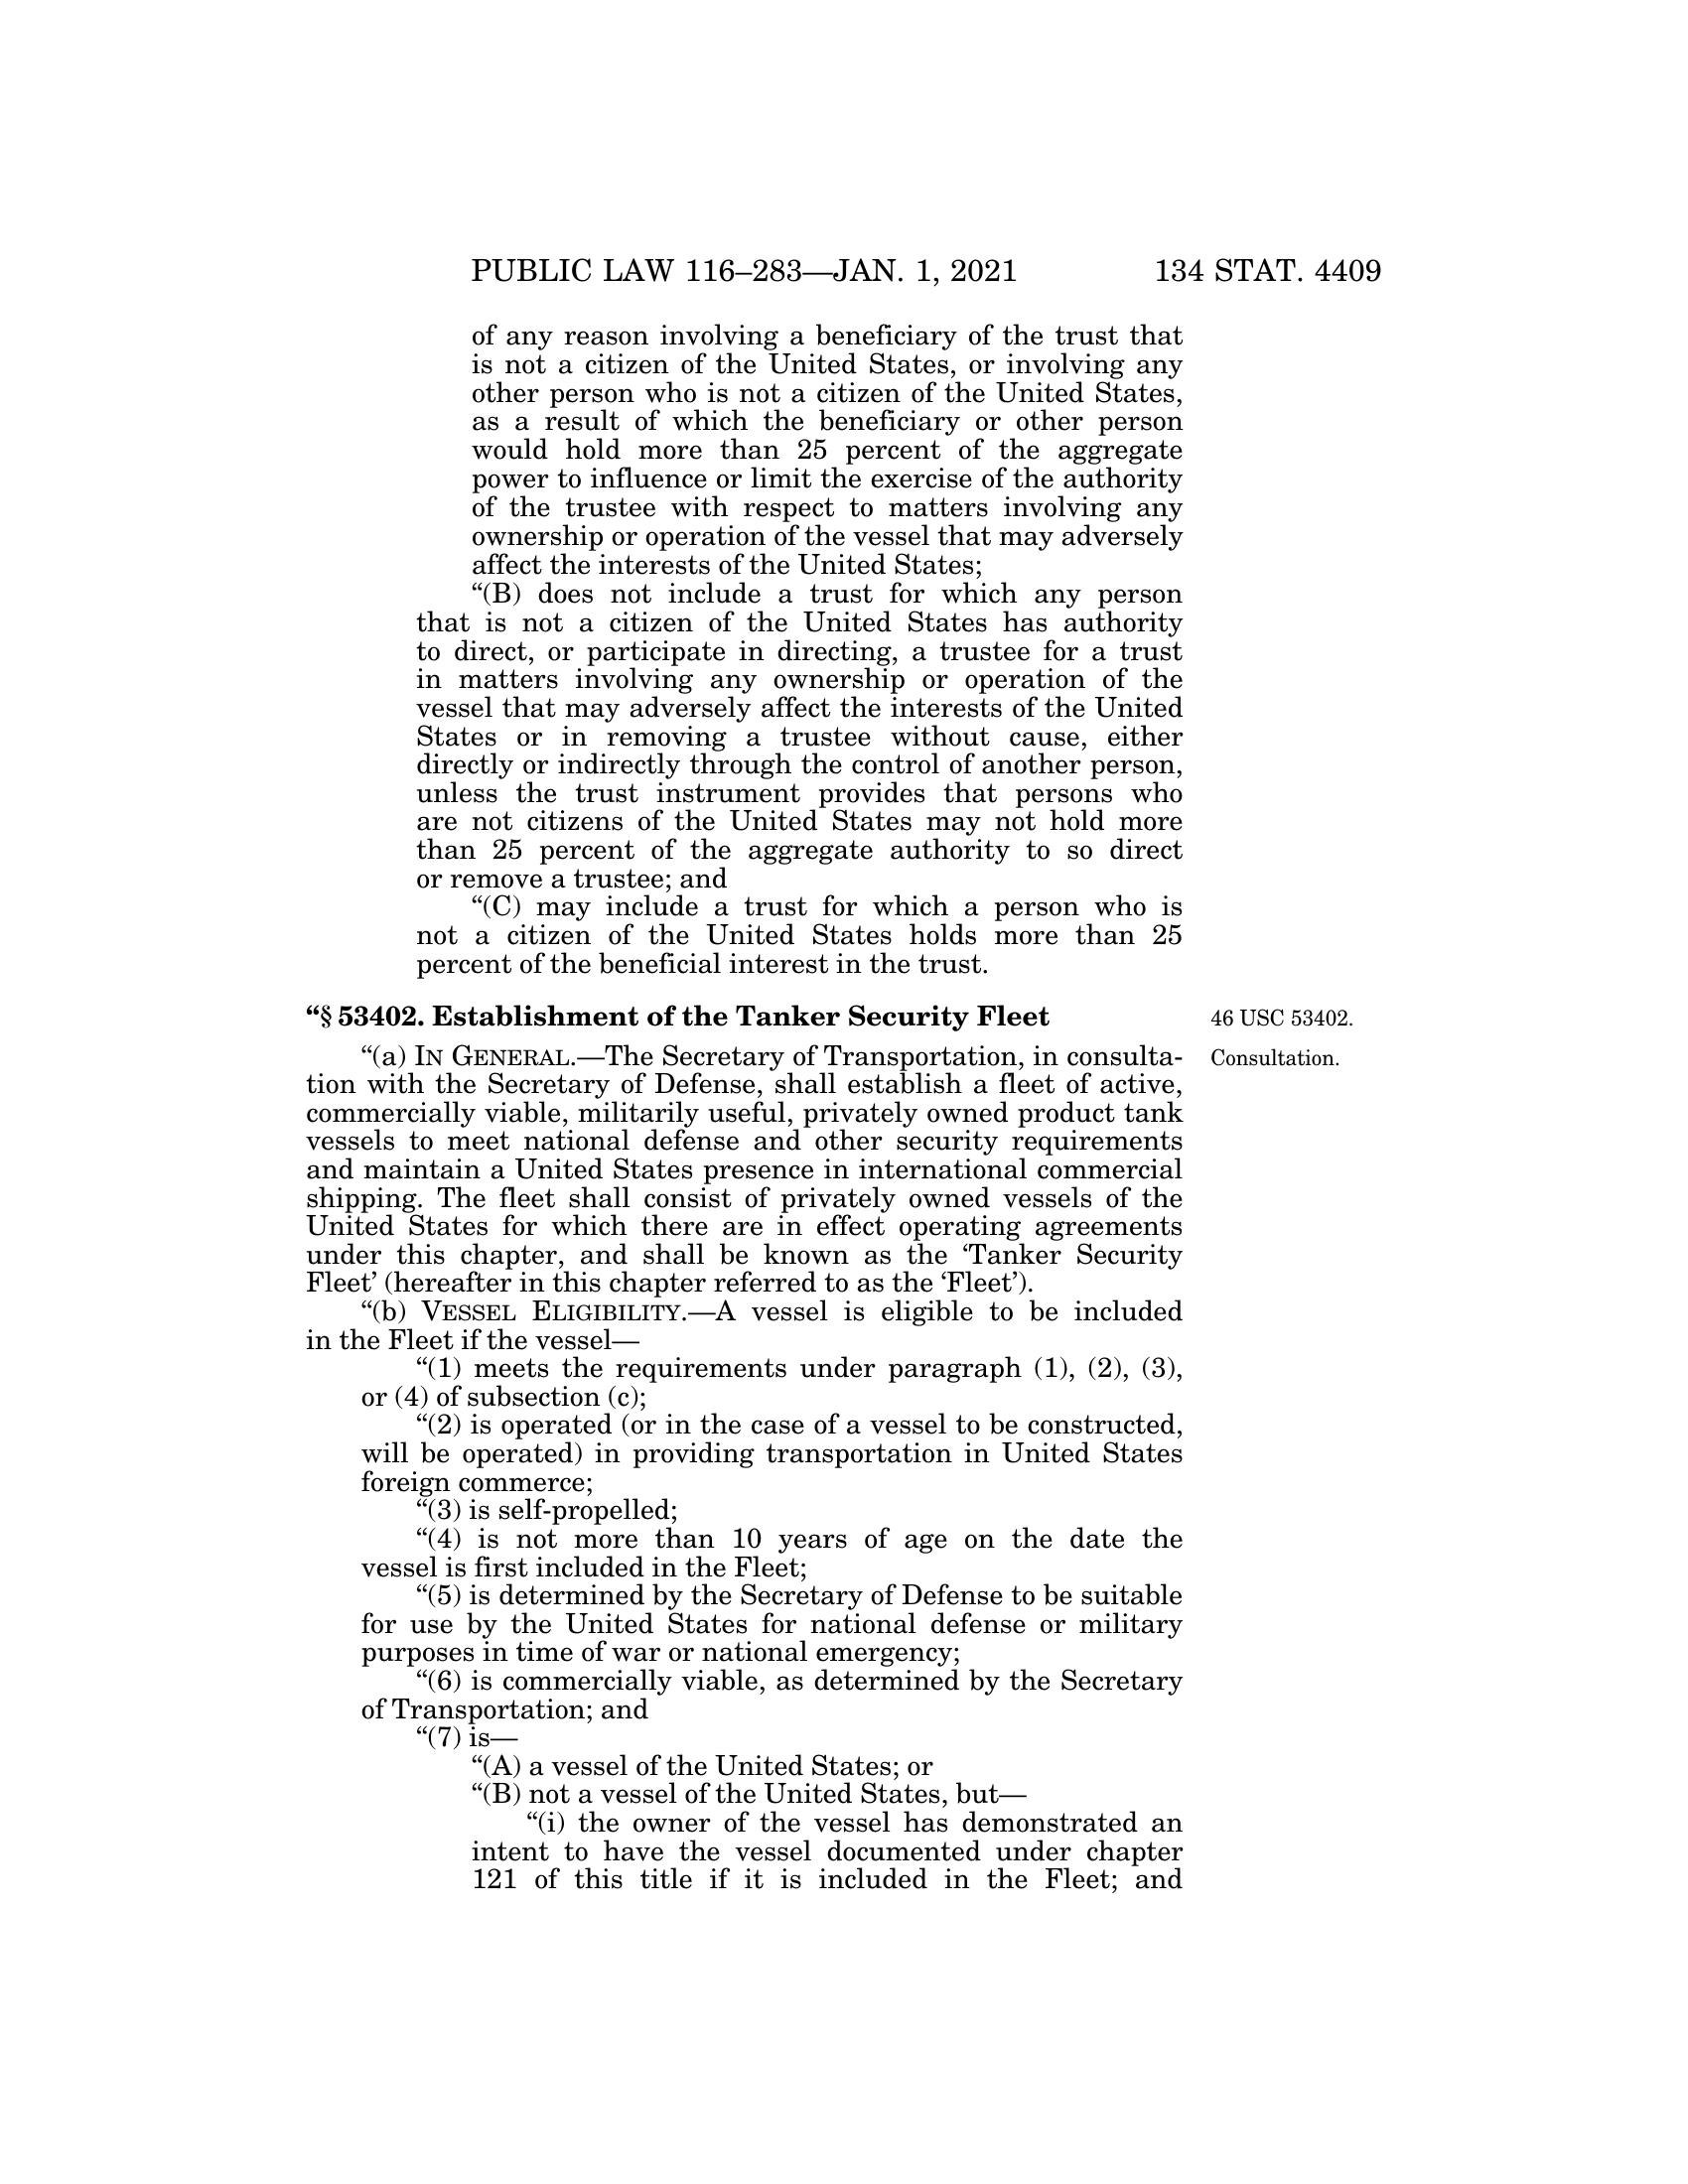 PUBLIC LAW 116–283—JAN. 1, 2021 134 STAT. 4409
of any reason involving a beneficiary of the trust that
is not a citizen of the United States, or involving any
other person who is not a citizen of the United States,
as a result of which the beneficiary or other person
would hold more than 25 percent of the aggregate
power to influence or limit the exercise of the authority
of the trustee with respect to matters involving any
ownership or operation of the vessel that may adversely
affect the interests of the United States;
“(B) does not include a trust for which any person
that is not a citizen of the United States has authority
to direct, or participate in directing, a trustee for a trust
in matters involving any ownership or operation of the
vessel that may adversely affect the interests of the United
States or in removing a trustee without cause, either
directly or indirectly through the control of another person,
unless the trust instrument provides that persons who
are not citizens of the United States may not hold more
than 25 percent of the aggregate authority to so direct
or remove a trustee; and
“(C) may include a trust for which a person who is
not a citizen of the United States holds more than 25
percent of the beneficial interest in the trust.
“§ 53402. Establishment of the Tanker Security Fleet
46 USC 53402.
“(a) IN GENERAL.—The Secretary of Transportation, in consulta-
Consultation.
tion with the Secretary of Defense, shall establish a fleet of active,
commercially viable, militarily useful, privately owned product tank
vessels to meet national defense and other security requirements
and maintain a United States presence in international commercial
shipping. The fleet shall consist of privately owned vessels of the
United States for which there are in effect operating agreements
under this chapter, and shall be known as the ‘Tanker Security
Fleet’ (hereafter in this chapter referred to as the ‘Fleet’).
“(b) VESSEL ELIGIBILITY.—A vessel is eligible to be included
in the Fleet if the vessel—
“(1) meets the requirements under paragraph (1), (2), (3),
or (4) of subsection (c);
“(2) is operated (or in the case of a vessel to be constructed,
will be operated) in providing transportation in United States
foreign commerce;
“(3) is self-propelled;
“(4) is not more than 10 years of age on the date the
vessel is first included in the Fleet;
“(5) is determined by the Secretary of Defense to be suitable
for use by the United States for national defense or military
purposes in time of war or national emergency;
“(6) is commercially viable, as determined by the Secretary
of Transportation; and
“(7) is—
“(A) a vessel of the United States; or
“(B) not a vessel of the United States, but—
“(i) the owner of the vessel has demonstrated an
intent to have the vessel documented under chapter
121 of this title if it is included in the Fleet; and